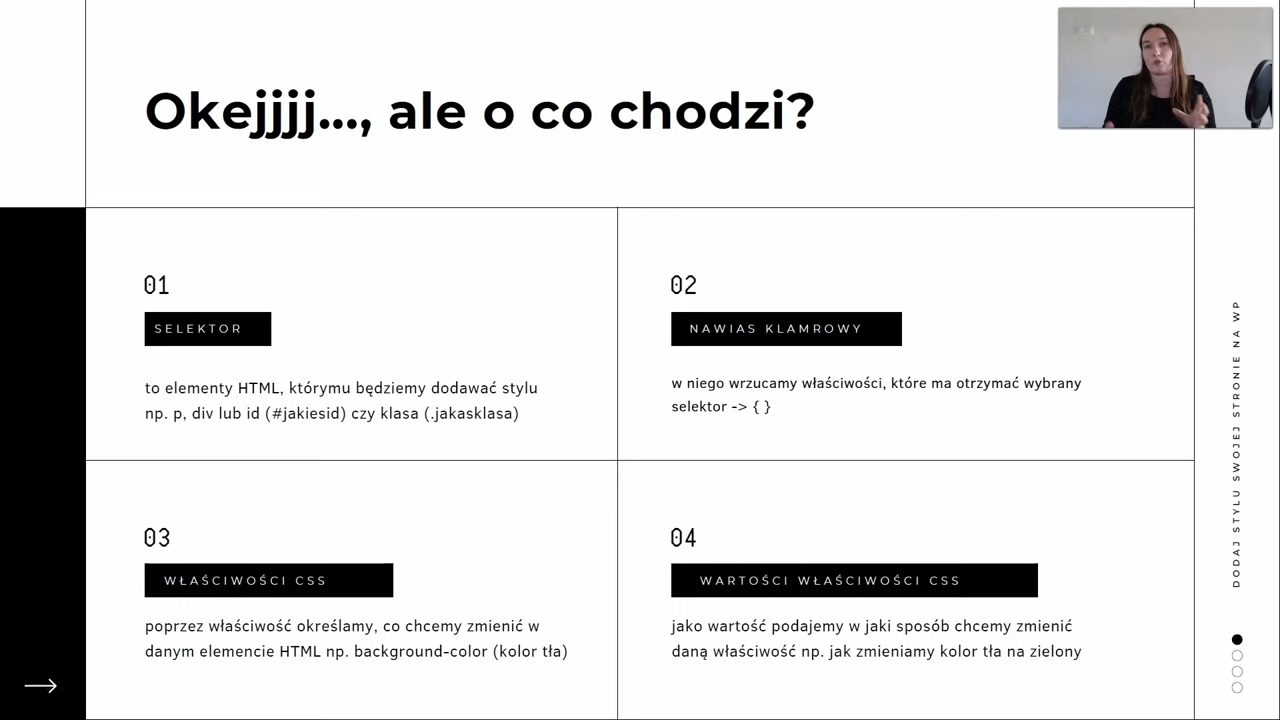 Okejjjj..., ale o co chodzi?
01
SELEKTOR
to elementy HTML, którymu będziemy dodawać stylu
np. p, div lub id (#jakiesid) czy klasa (.jakasklasa)
02
NAWIAS KLAMROWY
w niego wrzucamy właściwości, które ma otrzymać wybrany
selektor -> { }
03
WŁAŚCIWOŚCI CSS
poprzez właściwość określamy, co chcemy zmienić w
danym elemencie HTML np. background-color (kolor tła)
04
WARTOŚCI WŁAŚCIWOŚCI CSS
jako wartość podajemy w jaki sposób chcemy zmienić
daną właściwość np. jak zmieniamy kolor tła na zielony
DODAJ STYLU SWOJEJ STRONIE NA WP